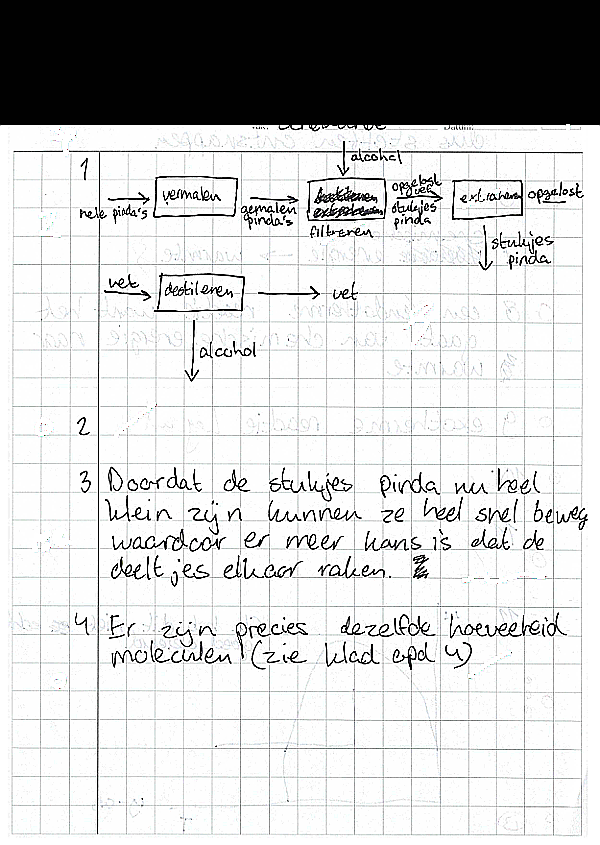 Datum:
1
alcohol
hele pinda's
vermalen
gemalen pinda's
filtreren
opgelost vet
stukjes pinda
extraheren
opgelost
stukjes pinda
vet
destileren
vet
alcohol
2
3 Doordat de stukjes pinda nu heel
klein zijn kunnen ze heel snel beweg
waardoor er meer kans is dat de
deeltjes elkaar raken.
4 Er zijn precies dezelfde hoeveelheid
moleculen (zie klad opd 4)